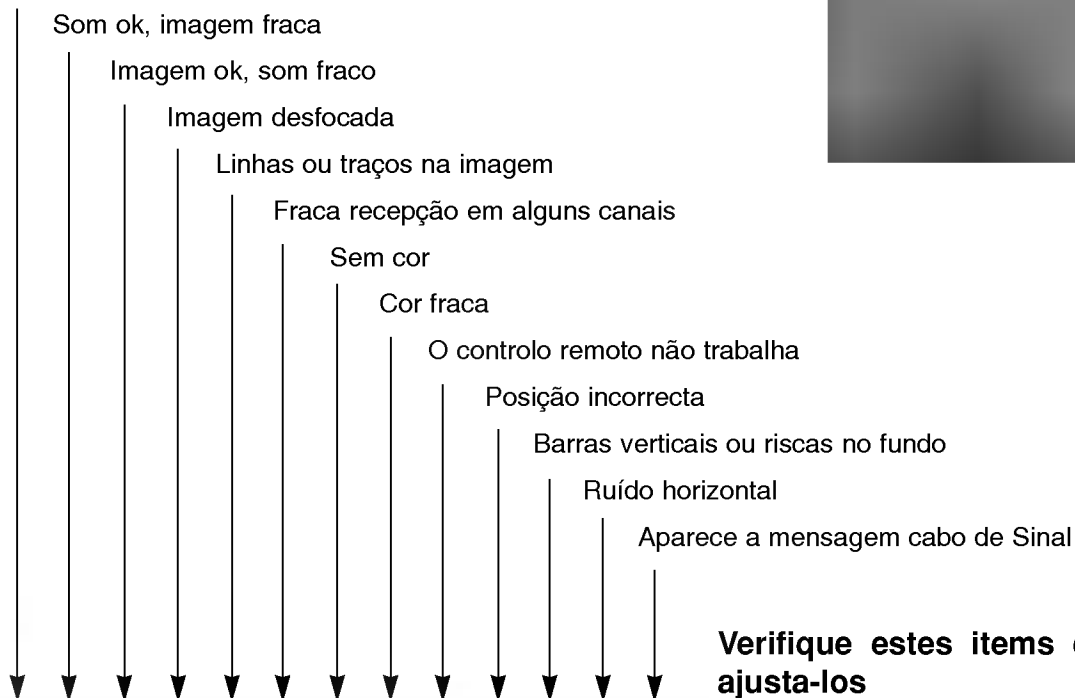 Som ok, imagem fraca
Imagem ok, som fraco
Imagem desfocada
Linhas ou traços na imagem
Fraca recepção em alguns canais
Sem cor
Cor fraca
O controlo remoto não trabalha
Posição incorrecta
Barras verticais ou riscas no fundo
Ruído horizontal
Aparece a mensagem cabo de Sinal
Verifique estes items
ajusta-los